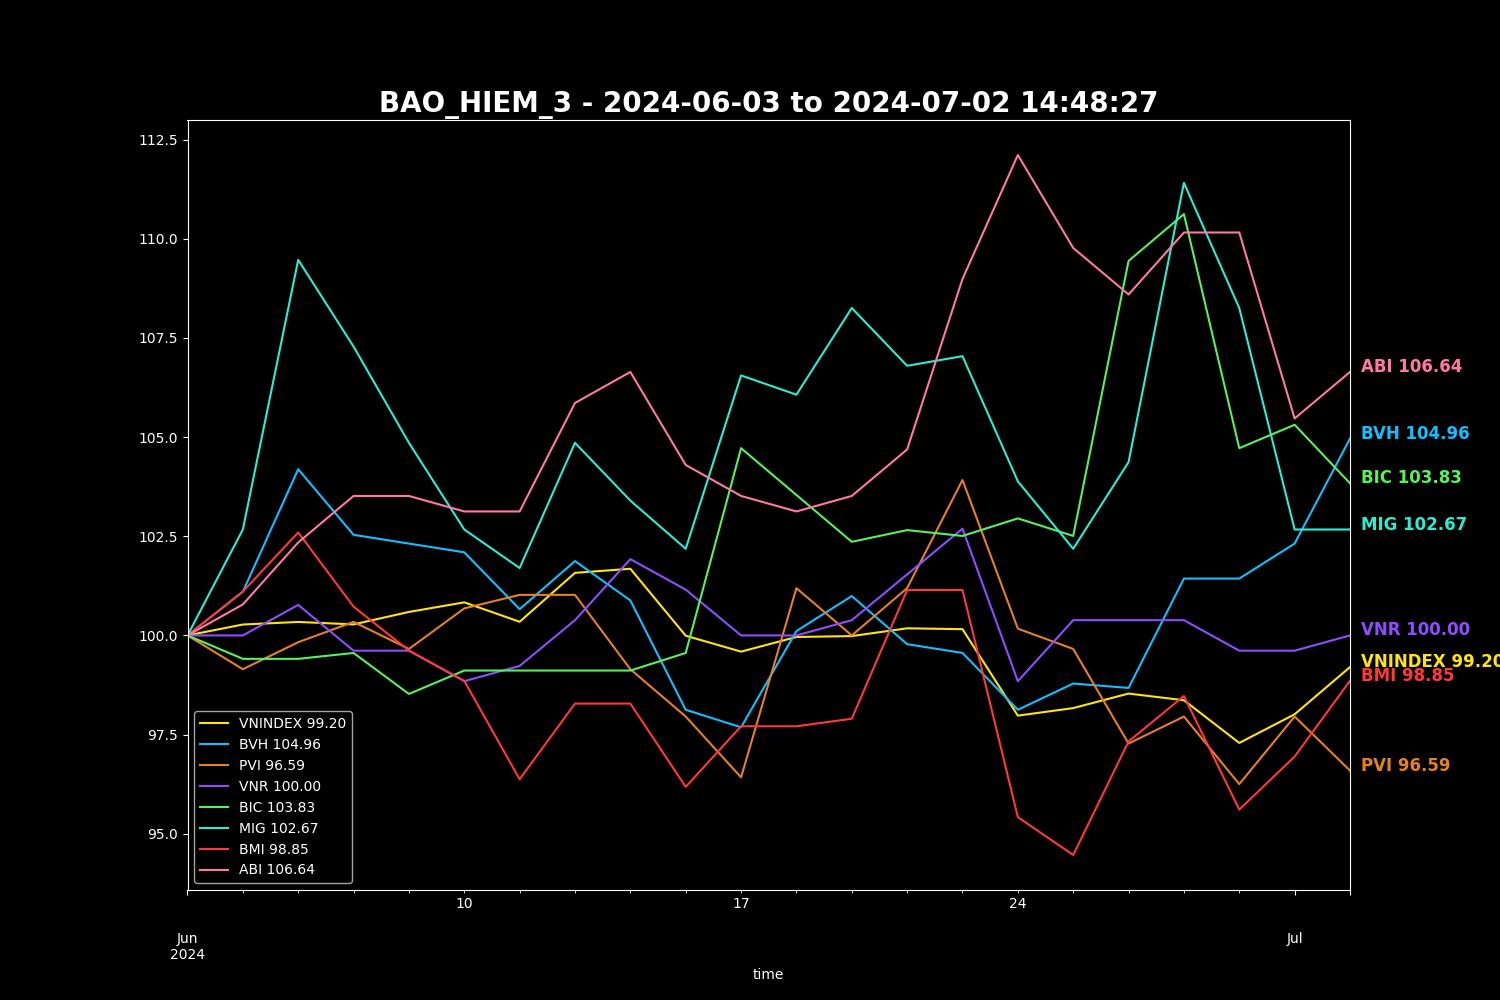 BAO_HIEM_3 - 2024-06-03 to 2024-07-02 14:48:27
112.5
110.0
107.5
105.0
102.5
100.0
97.5
95.0
ABI 106.64
BVH 104.96
BIC 103.83
MIG 102.67
VNR 100.00
VNINDEX 99.20
BMI 98.85
PVI 96.59
VNINDEX 99.20
BVH 104.96
PVI 96.59
VNR 100.00
BIC 103.83
MIG 102.67
BMI 98.85
ABI 106.64
10
17
24
Jun
2024
Jul
time